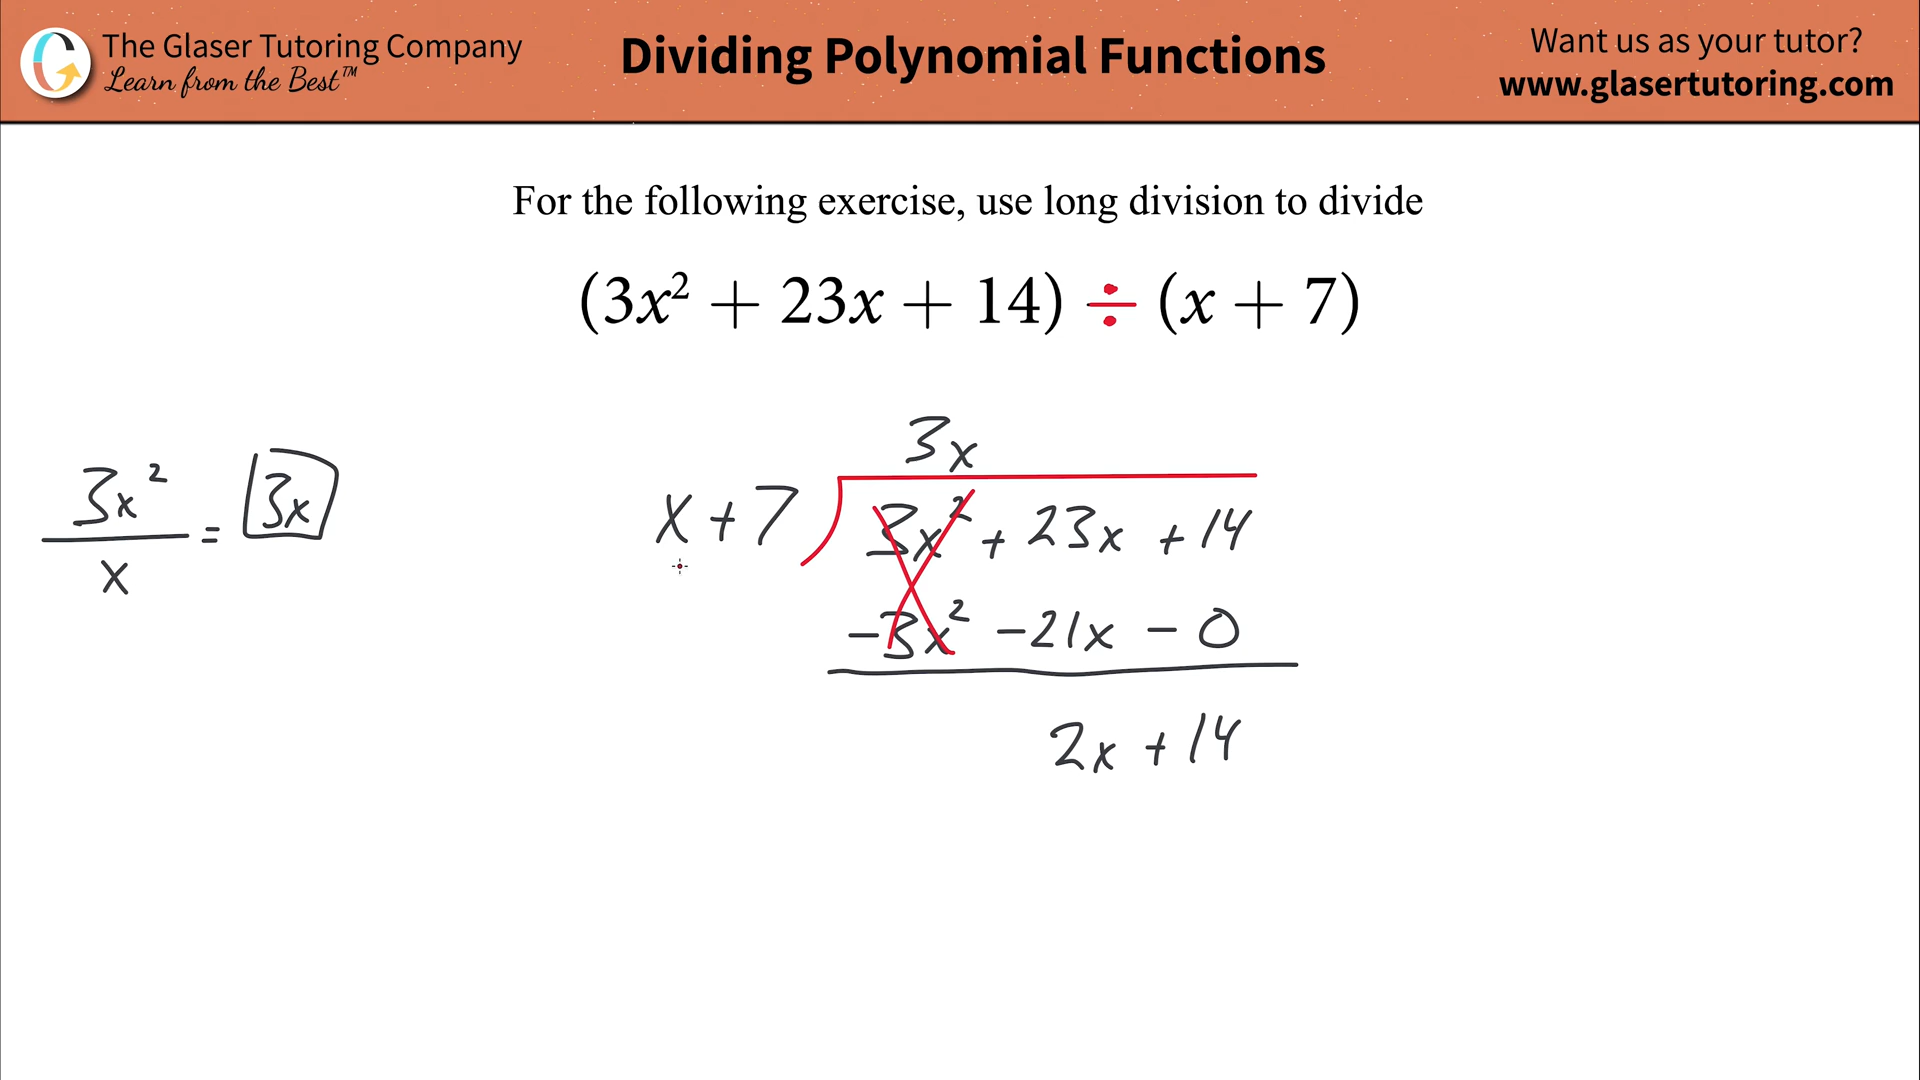 The Glaser Tutoring Company
Learn from the Best™
Dividing Polynomial Functions
Want us as your tutor?
www.glasertutoring.com
For the following exercise, use long division to divide
(3x² + 23x + 14) ÷ (x + 7)
3x² / x = 3x
3x
x + 7 ) 3x² + 23x + 14
-3x² - 21x - 0
2x + 14